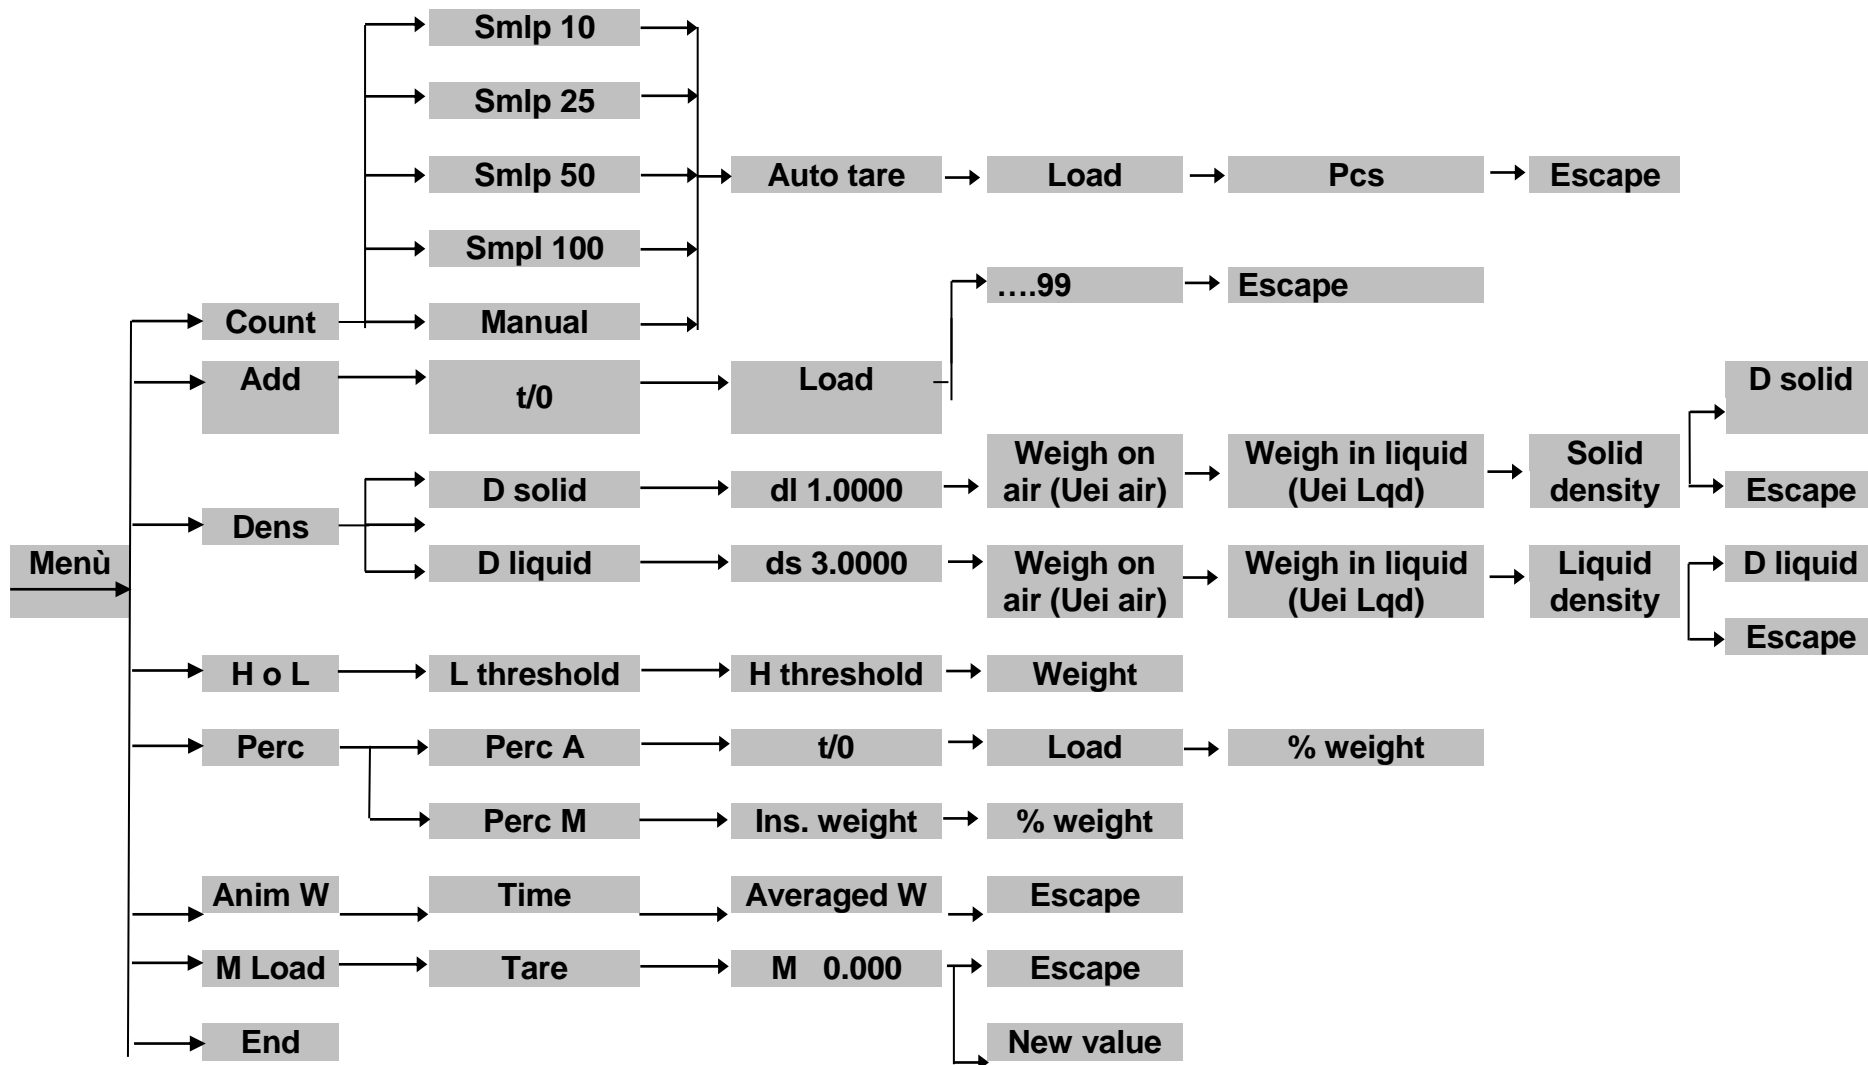 Smlp 10
Smlp 25
Smlp 50
Auto tare
Load
Pcs
Escape
Smpl 100
….99
Escape
Count
Manual
Add
t/0
Load
D solid
Dens
D solid
dl 1.0000
Weigh on
air (Uei air)
Weigh in liquid
(Uei Lqd)
Solid
density
Escape
Menù
D liquid
ds 3.0000
Weigh on
air (Uei air)
Weigh in liquid
(Uei Lqd)
Liquid
density
D liquid
Escape
H o L
L threshold
H threshold
Weight
Perc
Perc A
t/0
Load
% weight
Perc M
Ins. weight
% weight
Anim W
Time
Averaged W
Escape
M Load
Tare
M 0.000
Escape
End
New value